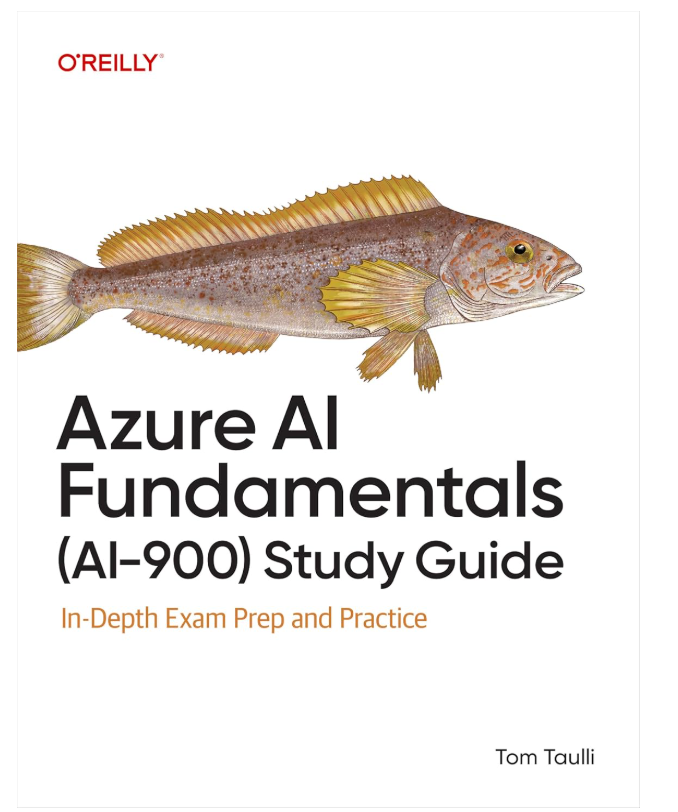 O'REILLY®
Azure AI
Fundamentals
(AI-900) Study Guide
In-Depth Exam Prep and Practice
Tom Taulli